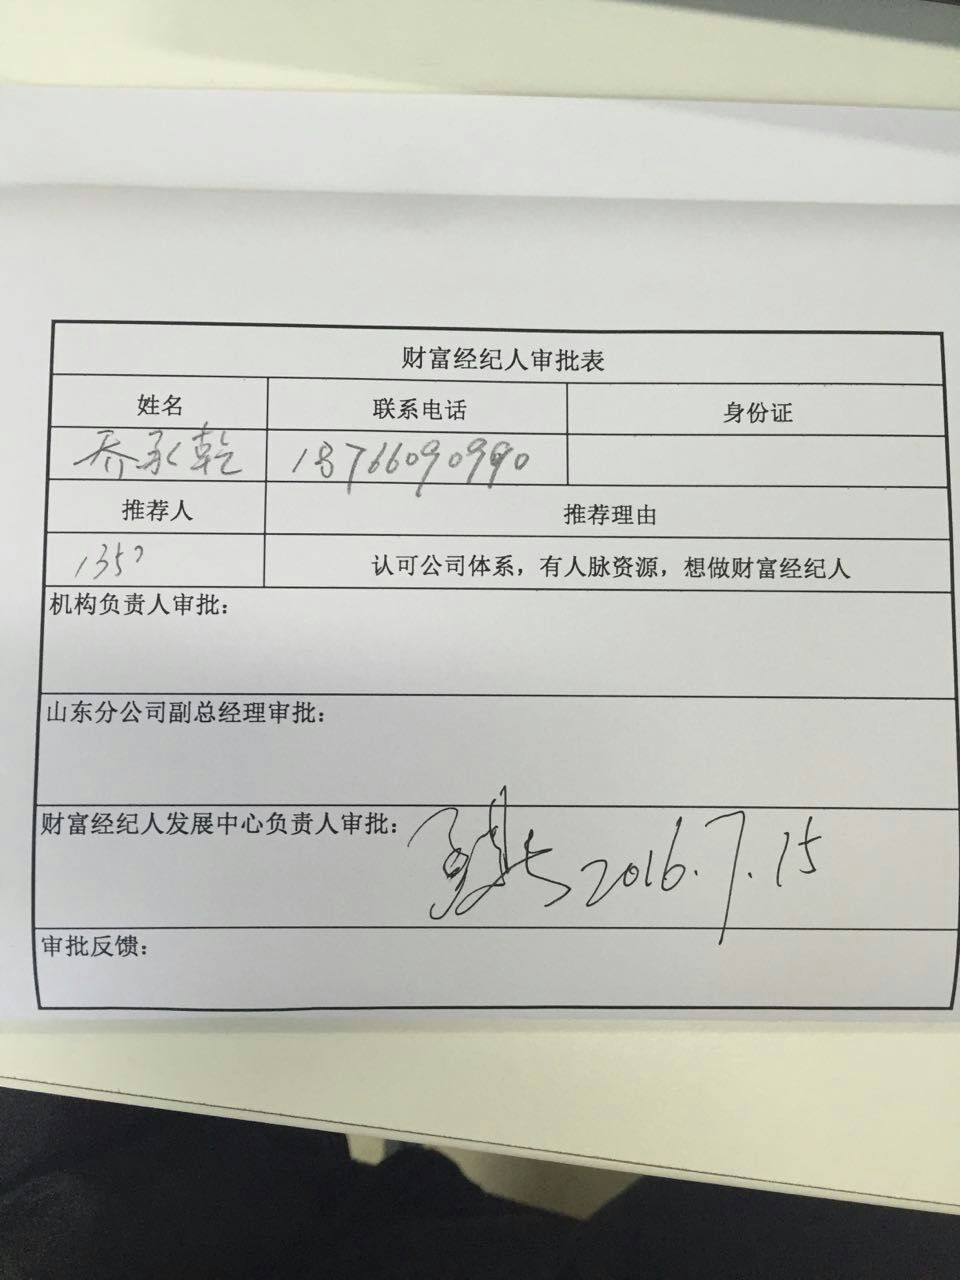 财富经纪人审批表
姓名 联系电话 身份证
乔承乾 18766090990
推荐人 推荐理由
135 认可公司体系，有人脉资源，想做财富经纪人
机构负责人审批：
山东分公司副总经理审批：
财富经纪人发展中心负责人审批： 2016.7.15
审批反馈：